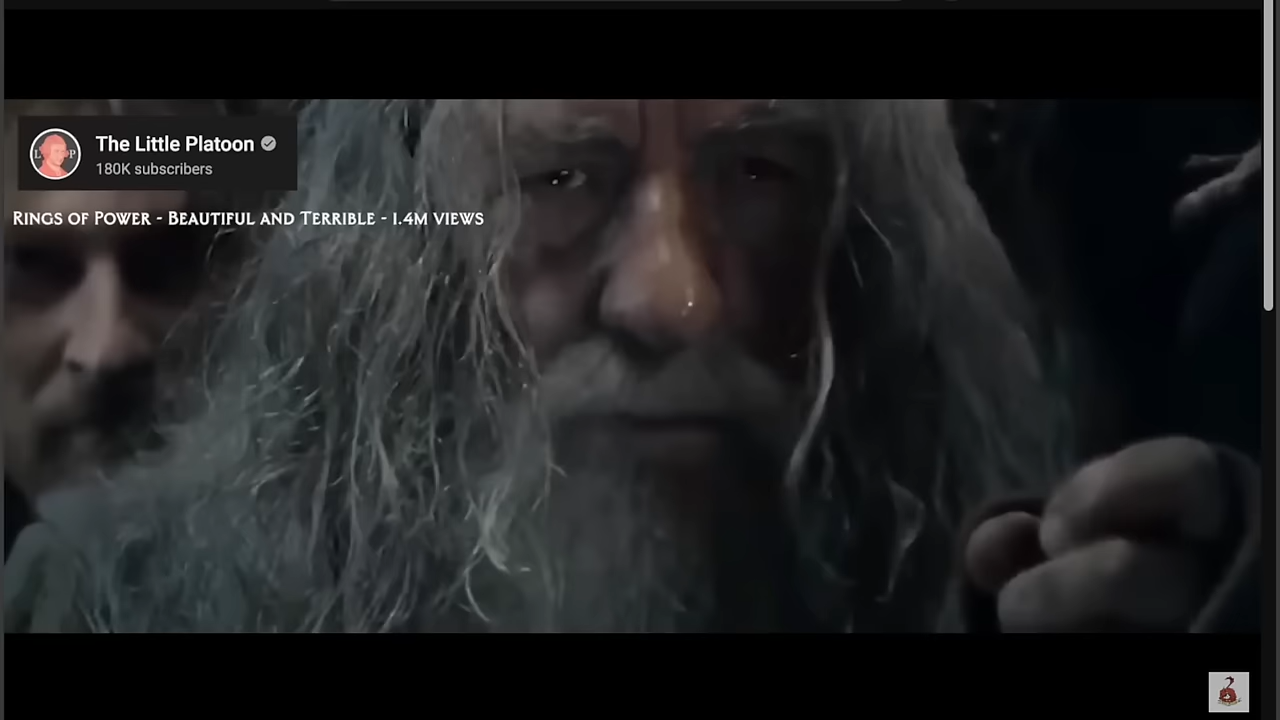 The Little Platoon
180K subscribers
Rings of Power - Beautiful and Terrible - 1.4M views